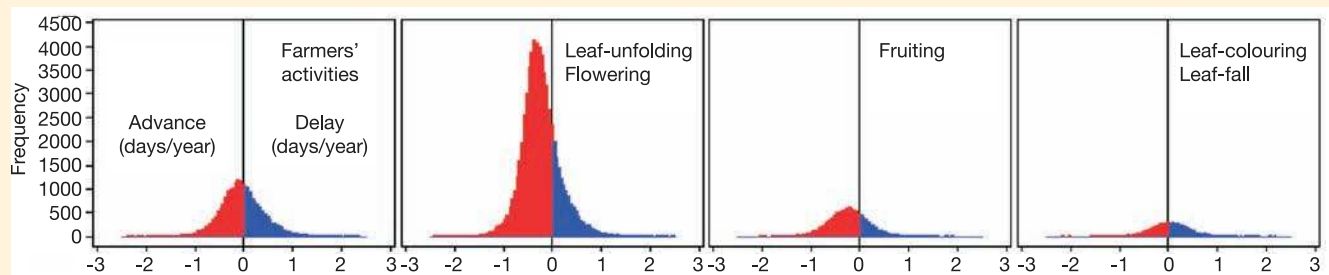 4500
4000
3500
3000
2500
2000
1500
1000
500
0
Frequency
Farmers'
activities
Advance
(days/year)
Delay
(days/year)
-3 -2 -1 0 1 2 3
Leaf-unfolding
Flowering
-3 -2 -1 0 1 2 3
Fruiting
-3 -2 -1 0 1 2 3
Leaf-colouring
Leaf-fall
-3 -2 -1 0 1 2 3